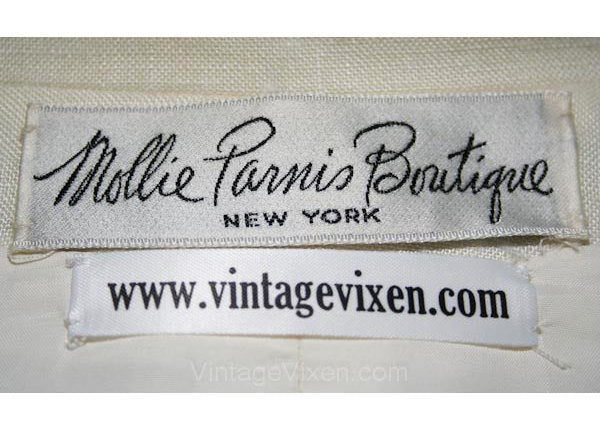 Mollie Parnis Boutique
NEW YORK
www.vintagevixen.com
VintageVixen.com